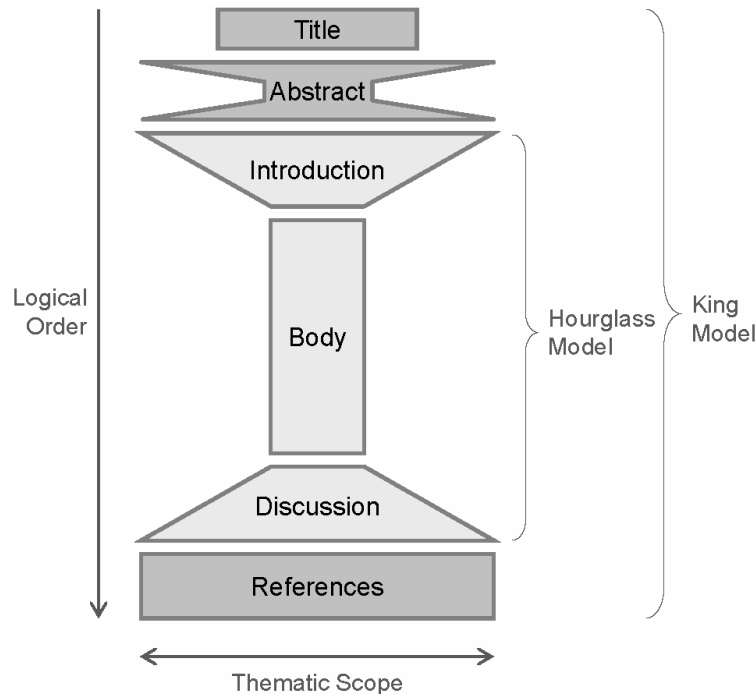 Title
Abstract
Introduction
Logical
Order
Body
Hourglass
Model
King
Model
Discussion
References
Thematic Scope